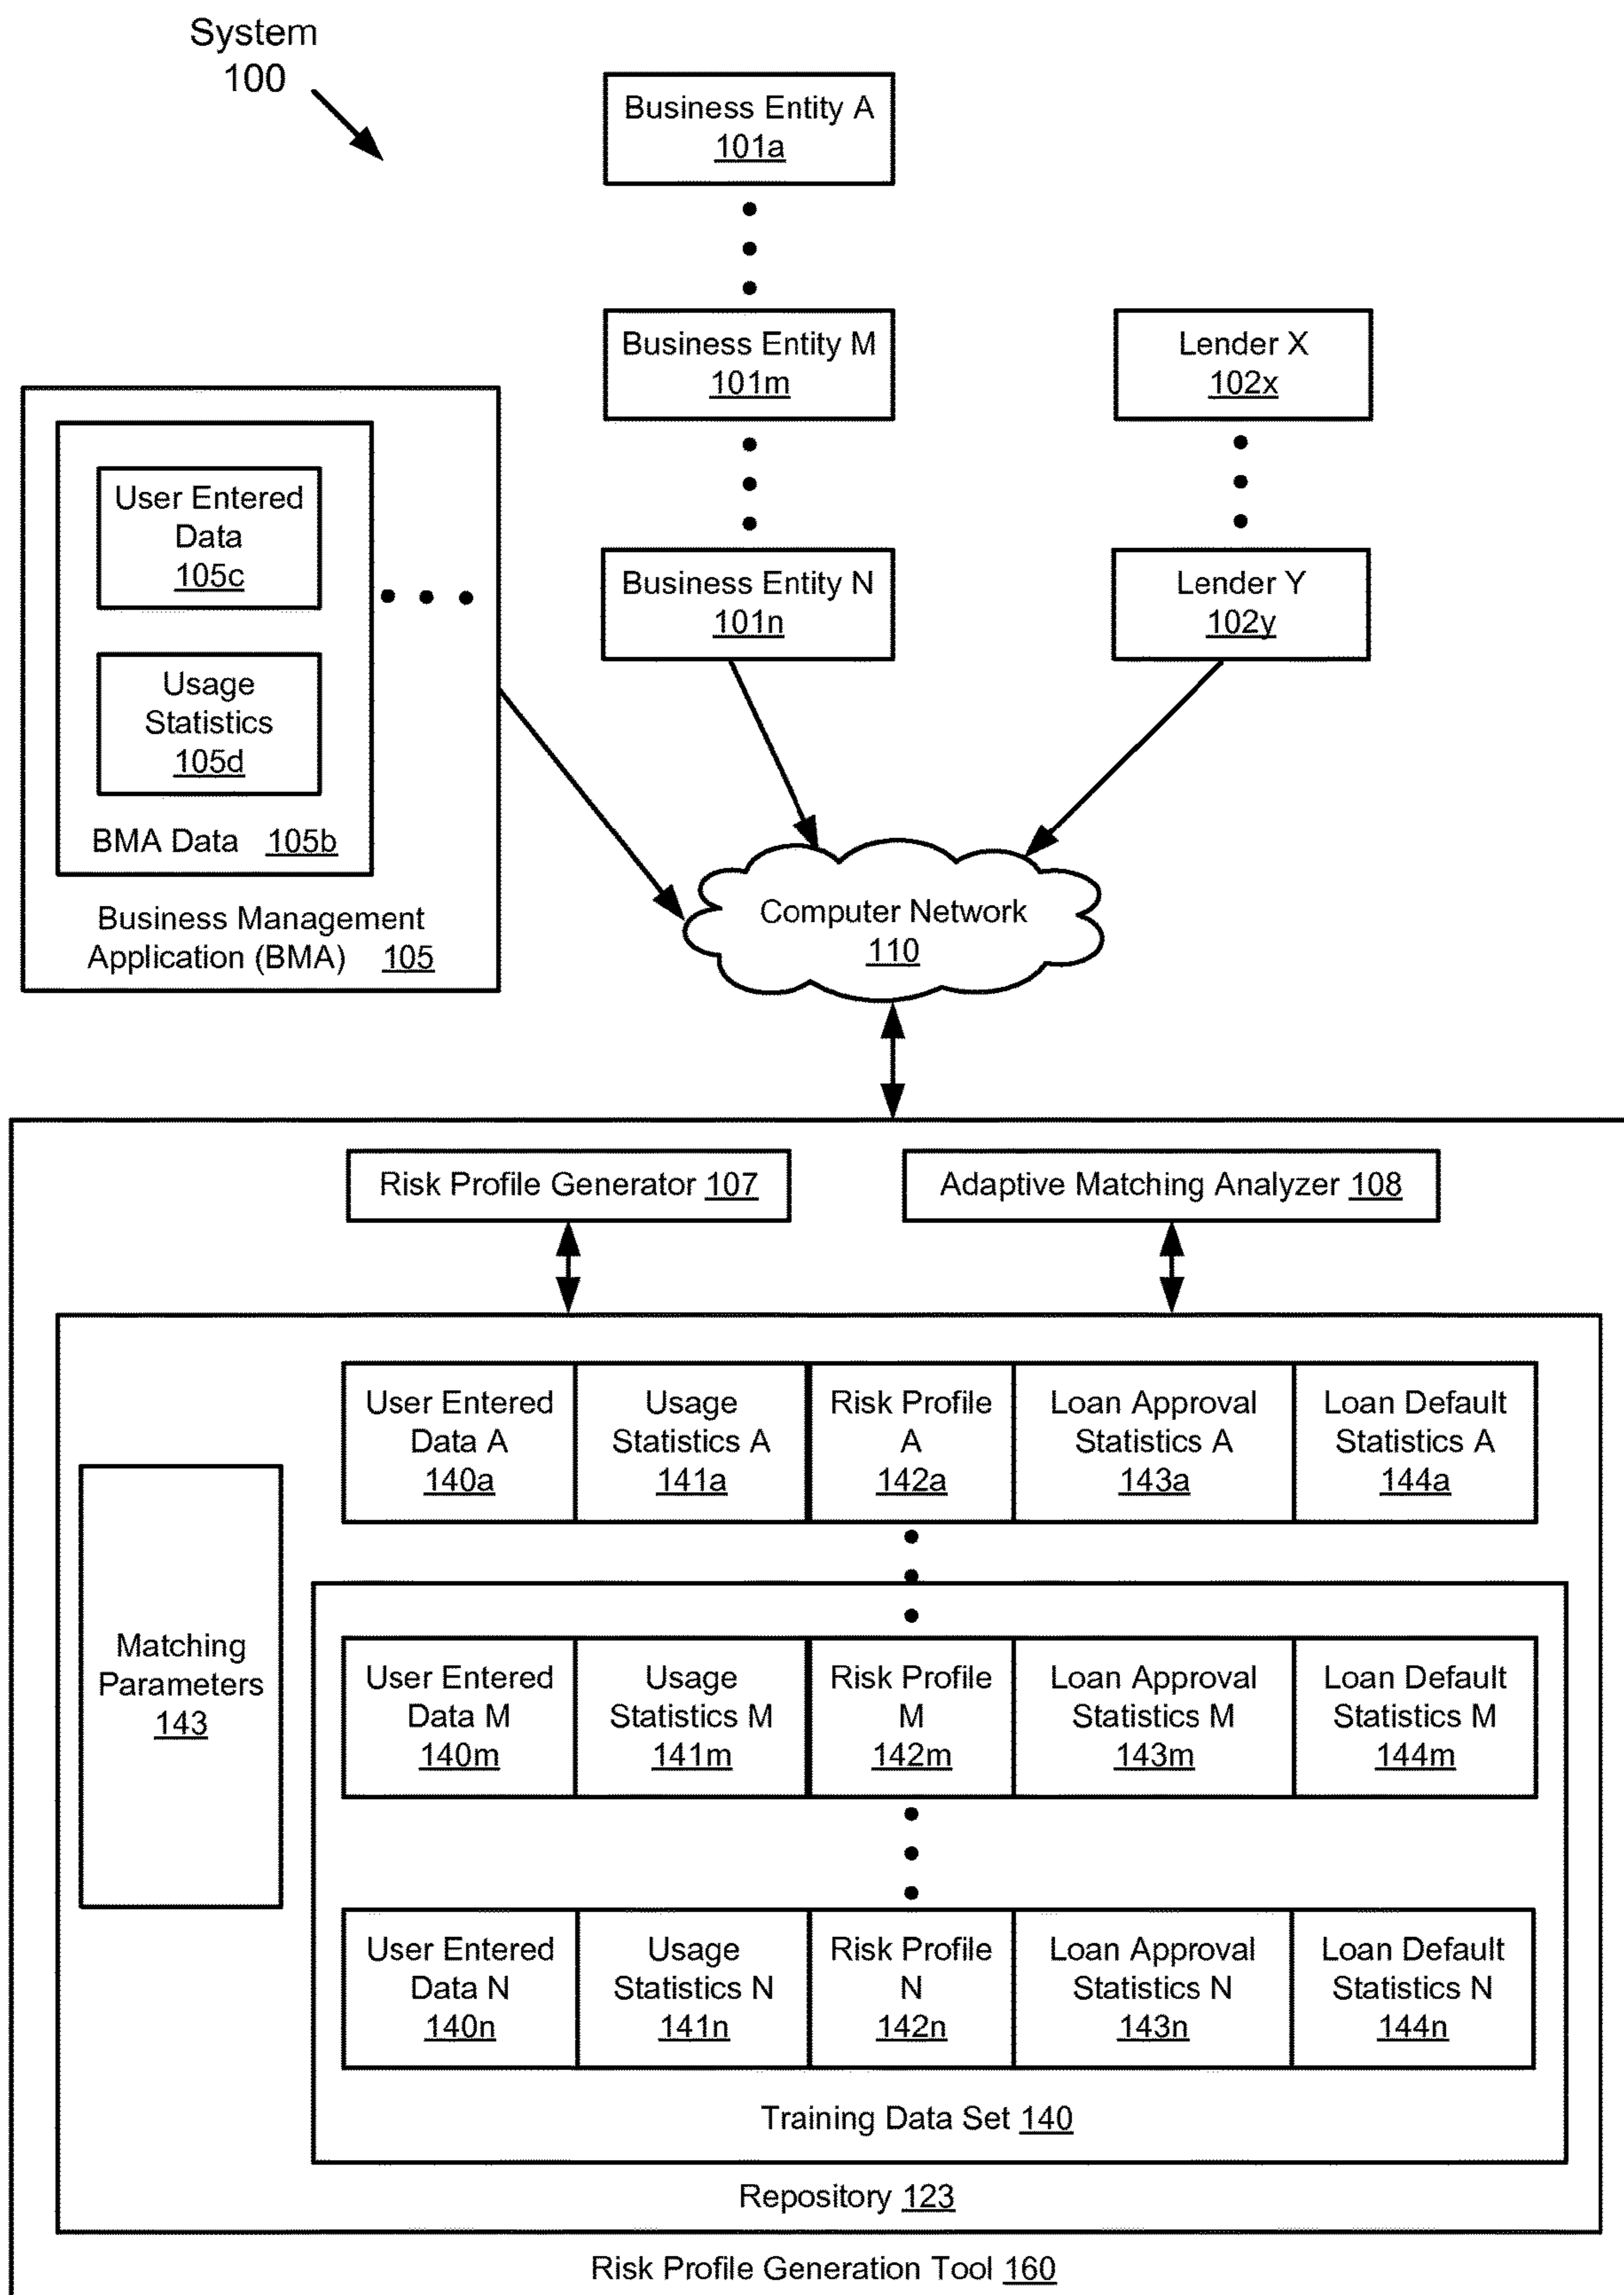 System
100
Business Entity A
101a
Business Entity M
101m
Lender X
102x
User Entered
Data
105c
Business Entity N
101n
Lender Y
102y
Usage
Statistics
105d
BMA Data 105b
Business Management
Application (BMA) 105
Computer Network
110
Risk Profile Generator 107
Adaptive Matching Analyzer 108
User Entered
Data A
140a
Usage
Statistics A
141a
Risk Profile
A
142a
Loan Approval
Statistics A
143a
Loan Default
Statistics A
144a
Matching
Parameters
143
User Entered
Data M
140m
Usage
Statistics M
141m
Risk Profile
M
142m
Loan Approval
Statistics M
143m
Loan Default
Statistics M
144m
User Entered
Data N
140n
Usage
Statistics N
141n
Risk Profile
N
142n
Loan Approval
Statistics N
143n
Loan Default
Statistics N
144n
Training Data Set 140
Repository 123
Risk Profile Generation Tool 160